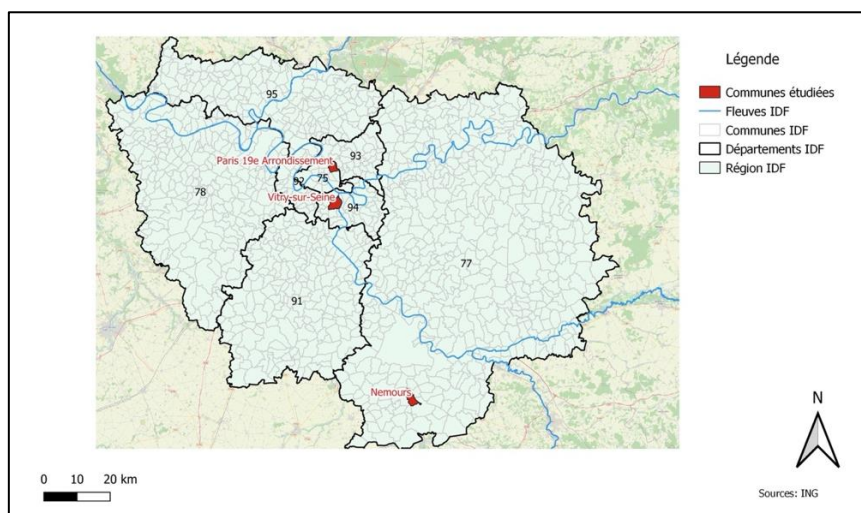 Légende
Communes étudiées
Fleuves IDF
Communes IDF
Départements IDF
Région IDF
95
Paris 19e Arrondissement
93
75
92
78
Vitry-sur-Seine
94
77
91
Nemours
N
0 10 20 km
Sources: ING